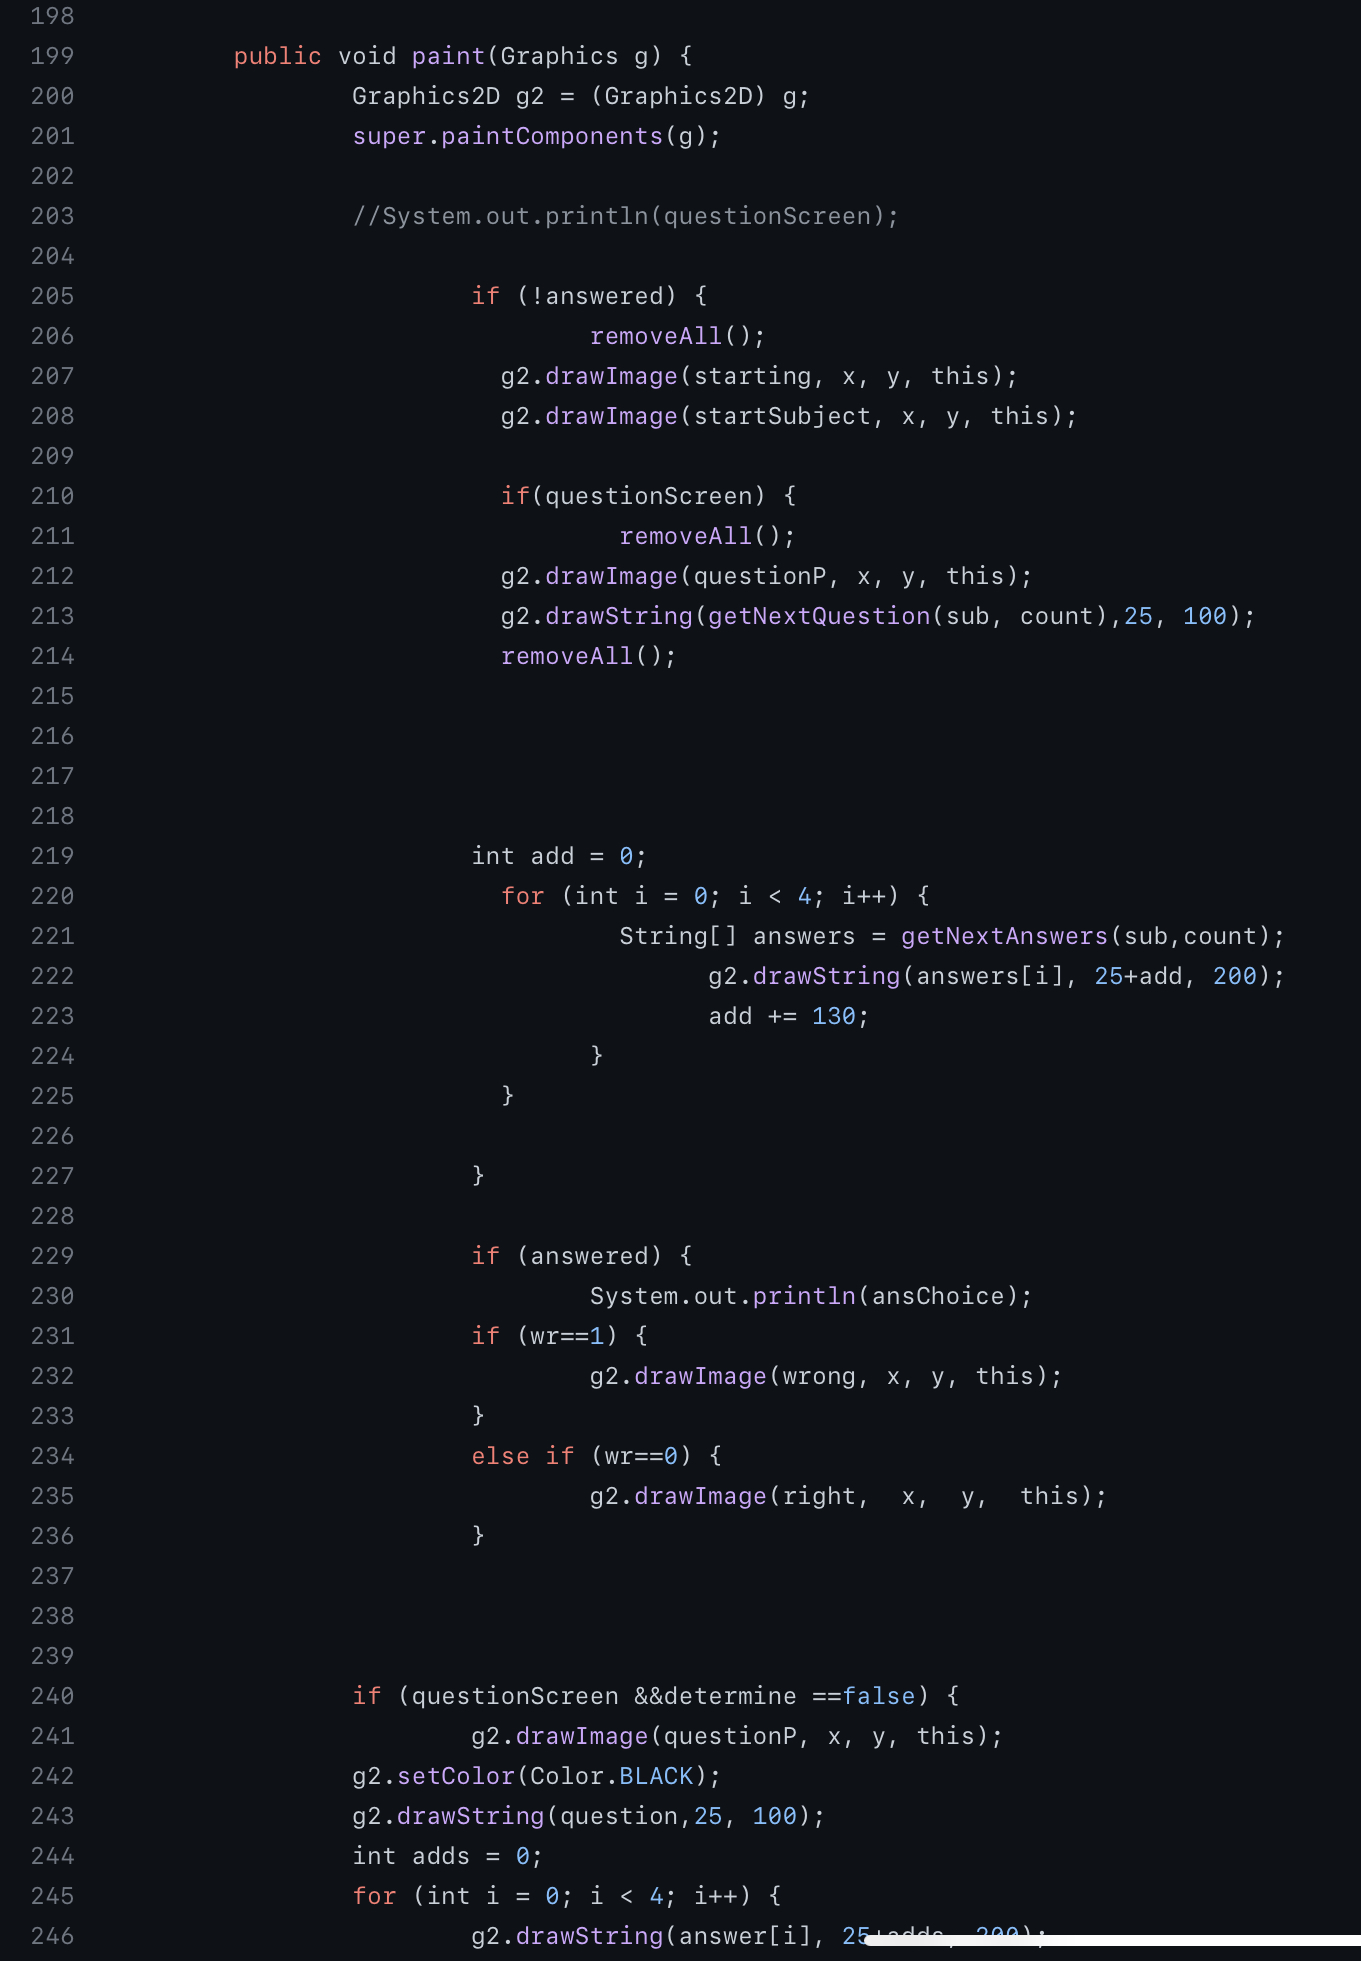 198
199 public void paint(Graphics g) {
200 Graphics2D g2 = (Graphics2D) g;
201 super.paintComponents(g);
202
203 //System.out.println(questionScreen);
204
205 if (!answered) {
206 removeAll();
207 g2.drawImage(starting, x, y, this);
208 g2.drawImage(startSubject, x, y, this);
209
210 if(questionScreen) {
211 removeAll();
212 g2.drawImage(questionP, x, y, this);
213 g2.drawString(getNextQuestion(sub, count),25, 100);
214 removeAll();
215
216
217
218
219 int add = 0;
220 for (int i = 0; i < 4; i++) {
221 String[] answers = getNextAnswers(sub,count);
222 g2.drawString(answers[i], 25+add, 200);
223 add += 130;
224 }
225 }
226
227 }
228
229 if (answered) {
230 System.out.println(ansChoice);
231 if (wr==1) {
232 g2.drawImage(wrong, x, y, this);
233 }
234 else if (wr==0) {
235 g2.drawImage(right,  x,  y,  this);
236 }
237
238
239
240 if (questionScreen &&determine ==false) {
241 g2.drawImage(questionP, x, y, this);
242 g2.setColor(Color.BLACK);
243 g2.drawString(question,25, 100);
244 int adds = 0;
245 for (int i = 0; i < 4; i++) {
246 g2.drawString(answer[i], 25+adds, 200);